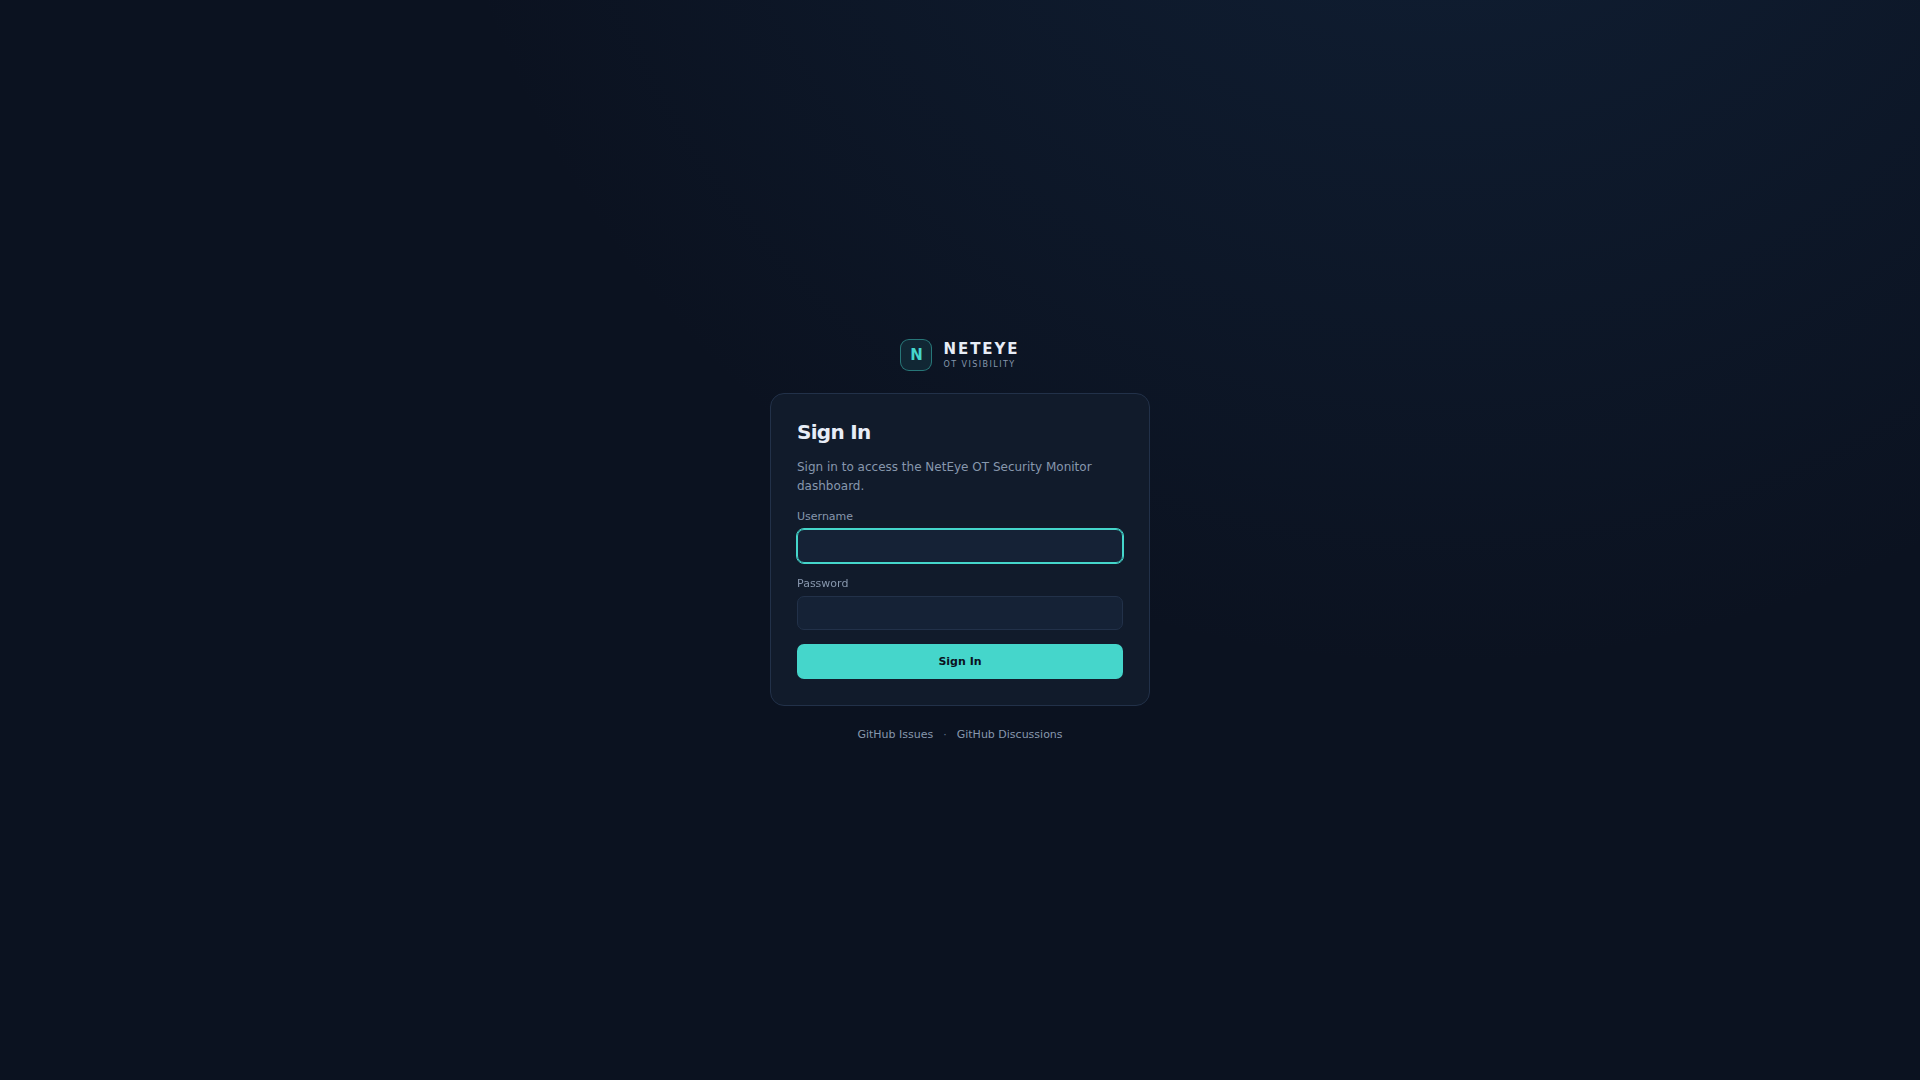 N
NETEYE
OT VISIBILITY
Sign In
Sign in to access the NetEye OT Security Monitor
dashboard.
Username
Password
Sign In
GitHub Issues · GitHub Discussions